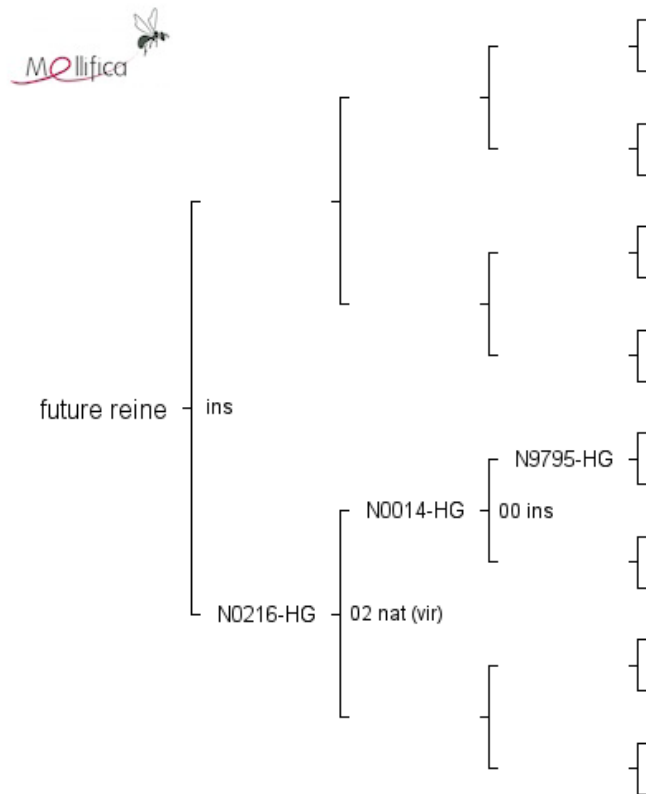 Mellifica
future reine
ins
N9795-HG
N0014-HG
00 ins
N0216-HG
02 nat (vir)